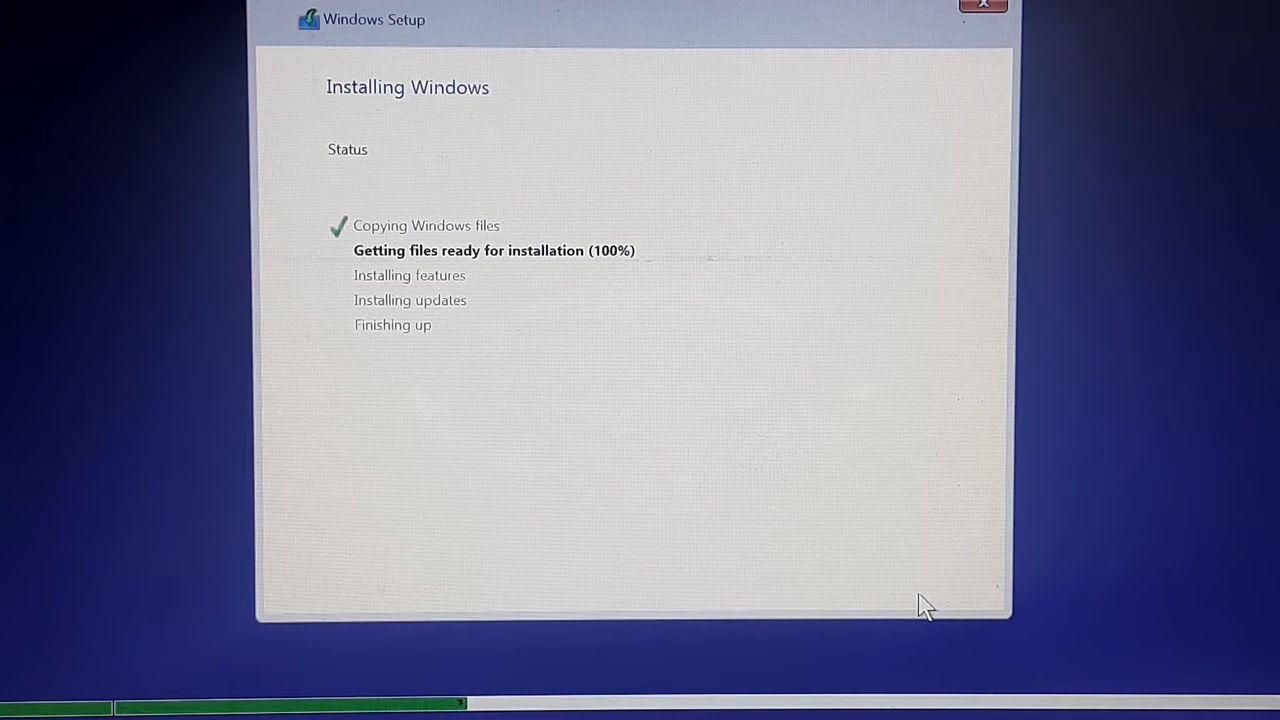 Windows Setup
Installing Windows
Status
Copying Windows files
Getting files ready for installation (100%)
Installing features
Installing updates
Finishing up